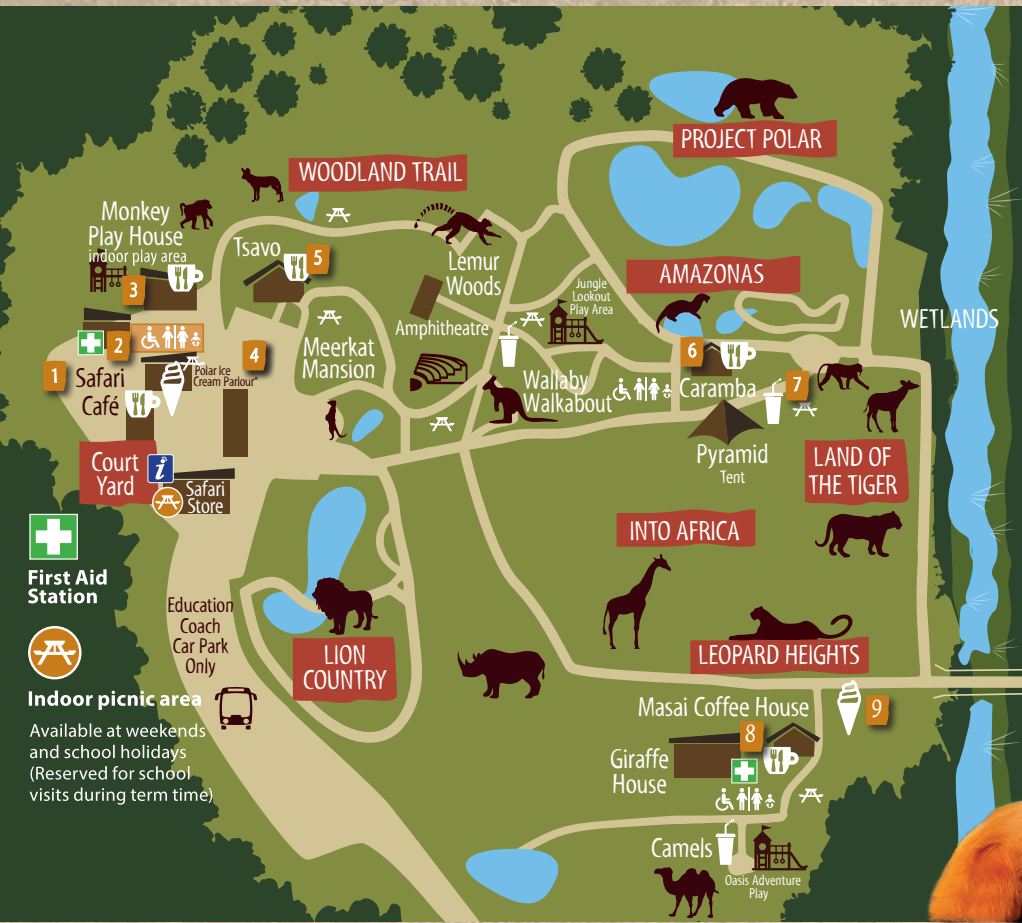 PROJECT POLAR
WOODLAND TRAIL
Monkey
Play House
indoor play area
3
Tsavo
5
Lemur
Woods
Jungle
Lookout
Play Area
AMAZONAS
WETLANDS
Amphitheatre
Meerkat
Mansion
1
2
4
Polar Ice
Cream Parlour*
Safari
Café
6
Caramba
7
Wallaby
Walkabout
Pyramid
Tent
LAND OF
THE TIGER
Court
Yard
i
Safari
Store
First Aid
Station
INTO AFRICA
Education
Coach
Car Park
Only
LION
COUNTRY
LEOPARD HEIGHTS
Indoor picnic area
Available at weekends
and school holidays
(Reserved for school
visits during term time)
Masai Coffee House
8
9
Giraffe
House
Camels
Oasis Adventure
Play